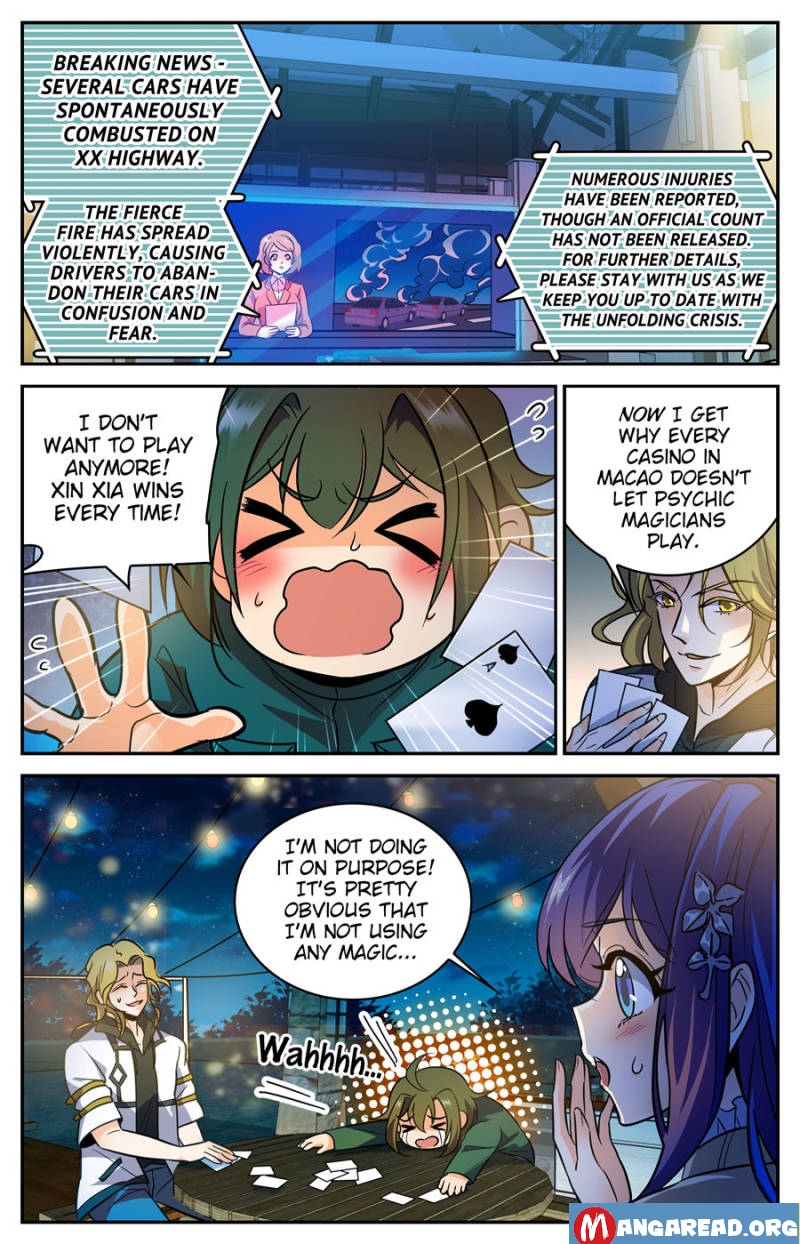 BREAKING NEWS -
SEVERAL CARS HAVE
SPONTANEOUSLY
COMBUSTED ON
XX HIGHWAY.
THE FIERCE
FIRE HAS SPREAD
VIOLENTLY, CAUSING
DRIVERS TO ABAN-
DON THEIR CARS IN
CONFUSION AND
FEAR.
NUMEROUS INJURIES
HAVE BEEN REPORTED,
THOUGH AN OFFICIAL COUNT
HAS NOT BEEN RELEASED.
FOR FURTHER DETAILS,
PLEASE STAY WITH US AS WE
KEEP YOU UP TO DATE WITH
THE UNFOLDING CRISIS.
I DON'T
WANT TO PLAY
ANYMORE!
XIN XIA WINS
EVERY TIME!
A
NOW I GET
WHY EVERY
CASINO IN
MACAO DOESN'T
LET PSYCHIC
MAGICIANS
PLAY.
I'M NOT DOING
IT ON PURPOSE!
IT'S PRETTY
OBVIOUS THAT
I'M NOT USING
ANY MAGIC...
Wahhhh...
M MANGAREAD.ORG